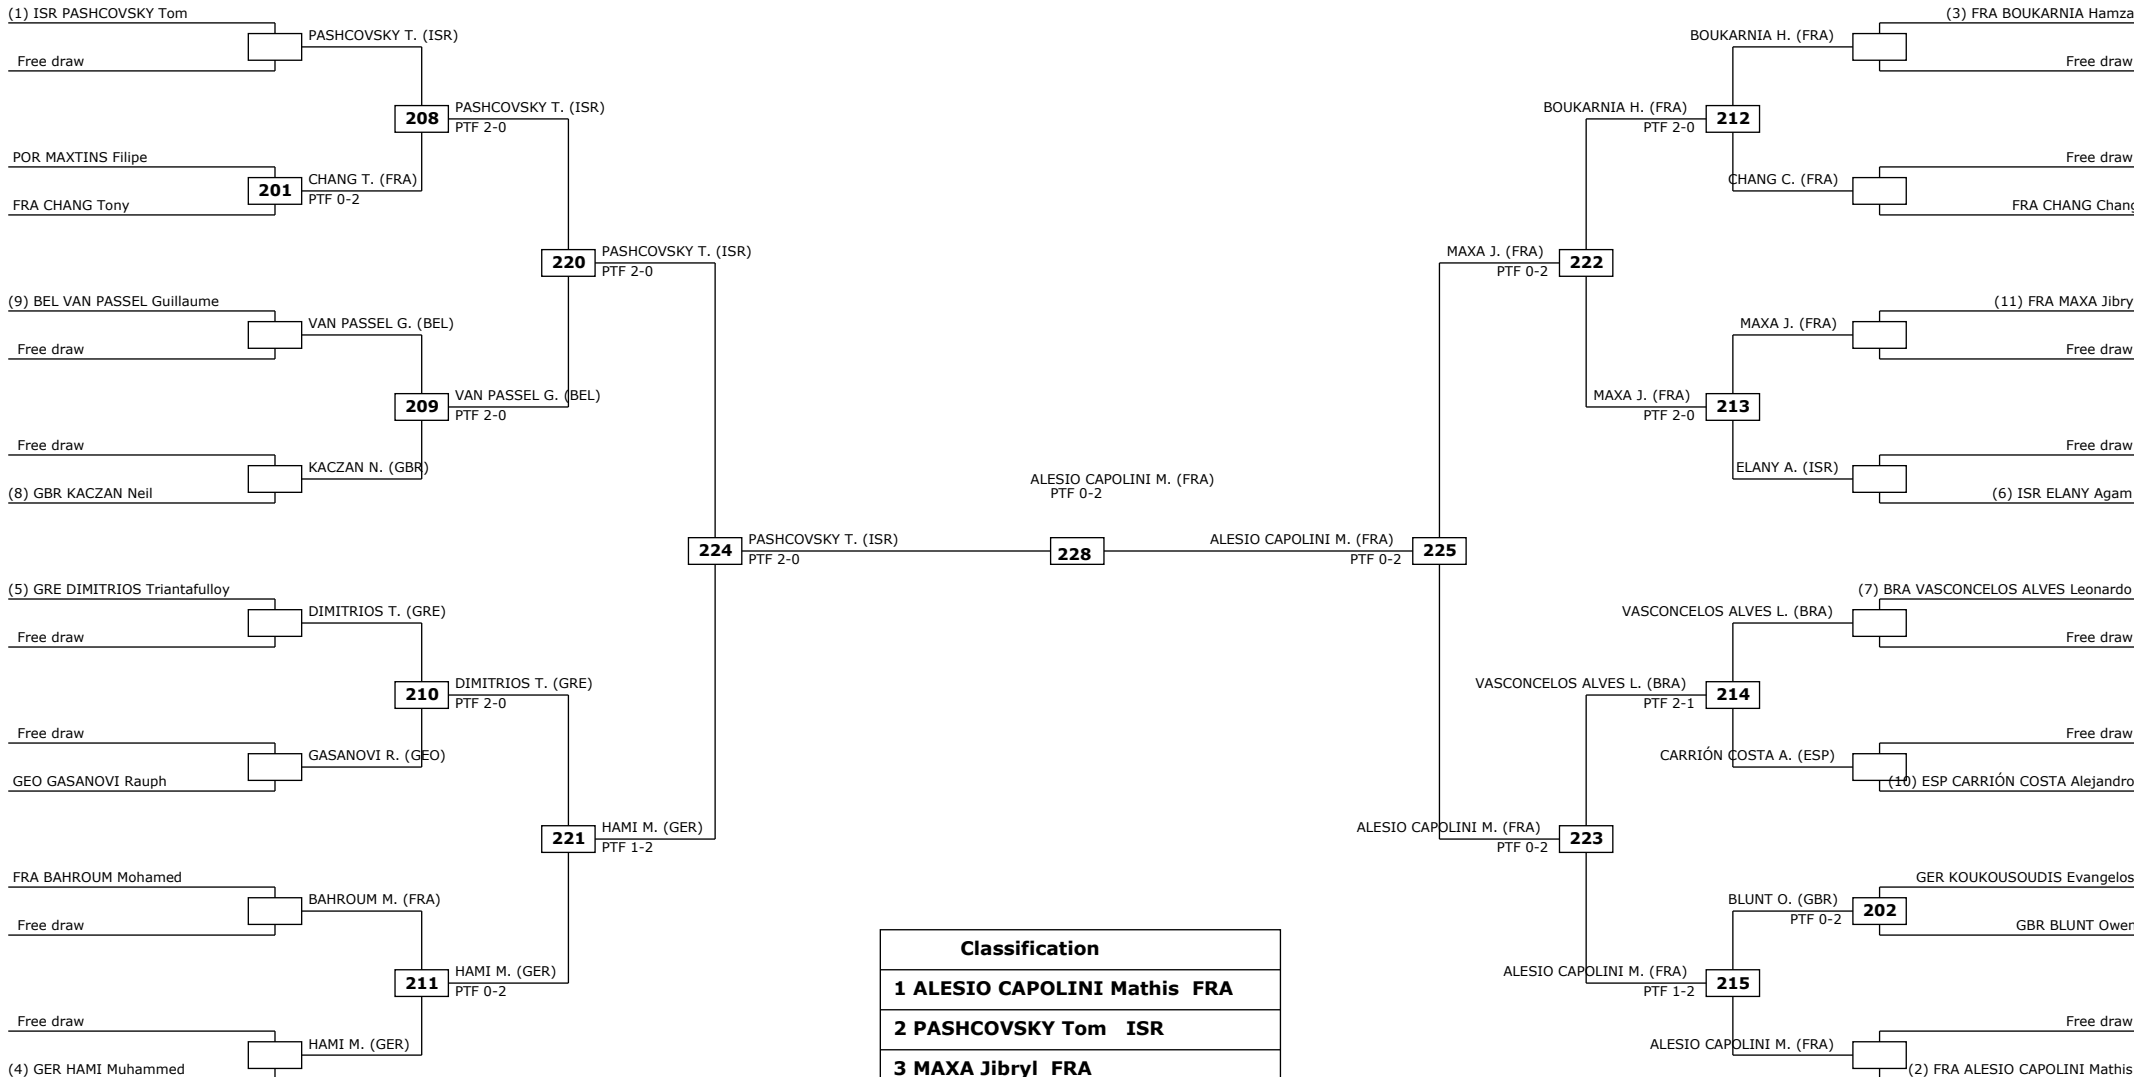 (1) ISR PASHCOVSKY Tom
PASHCOVSKY T. (ISR)
Free draw
208
PASHCOVSKY T. (ISR)
PTF 2-0
POR MAXTINS Filipe
201
CHANG T. (FRA)
PTF 0-2
FRA CHANG Tony
220
PASHCOVSKY T. (ISR)
PTF 2-0
(9) BEL VAN PASSEL Guillaume
VAN PASSEL G. (BEL)
Free draw
209
VAN PASSEL G. (BEL)
PTF 2-0
Free draw
KACZAN N. (GBR)
(8) GBR KACZAN Neil
224
PASHCOVSKY T. (ISR)
PTF 2-0
(5) GRE DIMITRIOS Triantafulloy
DIMITRIOS T. (GRE)
Free draw
210
DIMITRIOS T. (GRE)
PTF 2-0
Free draw
GASANOVI R. (GEO)
GEO GASANOVI Rauph
221
HAMI M. (GER)
PTF 1-2
FRA BAHROUM Mohamed
BAHROUM M. (FRA)
Free draw
211
HAMI M. (GER)
PTF 0-2
Free draw
HAMI M. (GER)
(4) GER HAMI Muhammed
ALESIO CAPOLINI M. (FRA)
PTF 0-2
228
Classification
1 ALESIO CAPOLINI Mathis FRA
2 PASHCOVSKY Tom ISR
3 MAXA Jibryl FRA
(3) FRA BOUKARNIA Hamza
BOUKARNIA H. (FRA)
Free draw
BOUKARNIA H. (FRA)
PTF 2-0
212
Free draw
CHANG C. (FRA)
FRA CHANG Chang
MAXA J. (FRA)
PTF 0-2
222
(11) FRA MAXA Jibry
MAXA J. (FRA)
Free draw
MAXA J. (FRA)
PTF 2-0
213
Free draw
ELANY A. (ISR)
(6) ISR ELANY Agam
ALESIO CAPOLINI M. (FRA)
PTF 0-2
225
(7) BRA VASCONCELOS ALVES Leonardo
VASCONCELOS ALVES L. (BRA)
Free draw
VASCONCELOS ALVES L. (BRA)
PTF 2-1
214
Free draw
CARRIÓN COSTA A. (ESP)
(10) ESP CARRIÓN COSTA Alejandro
ALESIO CAPOLINI M. (FRA)
PTF 0-2
223
GER KOUKOUSOUDIS Evangelos
BLUNT O. (GBR)
PTF 0-2
202
GBR BLUNT Owen
ALESIO CAPOLINI M. (FRA)
PTF 1-2
215
Free draw
ALESIO CAPOLINI M. (FRA)
(2) FRA ALESIO CAPOLINI Mathis